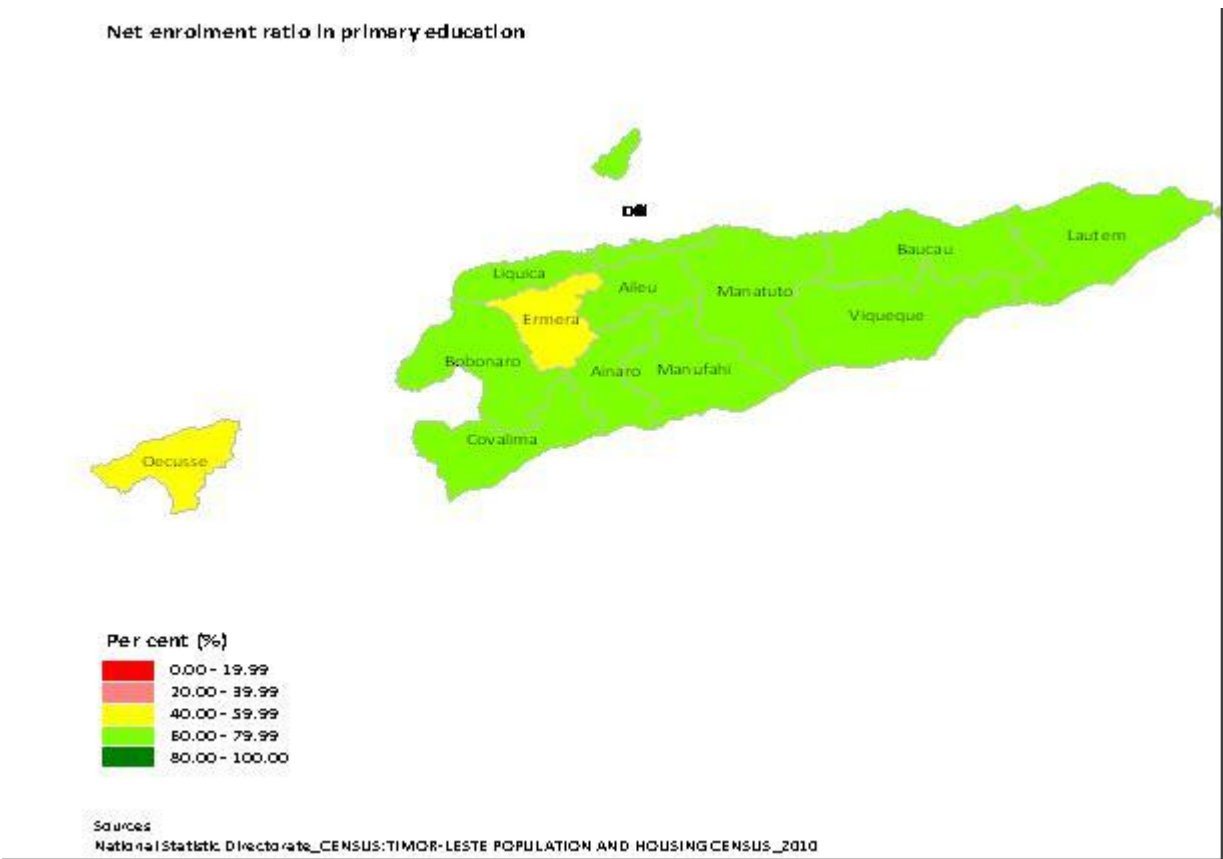 Net enrolment ratio in primary education
Dili
Lautem
Baucau
Liquica
Aileu
Manatuto
Viqueque
Ermera
Bobonaro
Ainaro
Manufahi
Covalima
Oecusse
Per cent (%)
0.00 - 19.99
20.00 - 39.99
40.00 - 59.99
60.00 - 79.99
80.00 - 100.00
Sources
National Statistic Directorate_CENSUS:TIMOR-LESTE POPULATION AND HOUSING CENSUS_2010